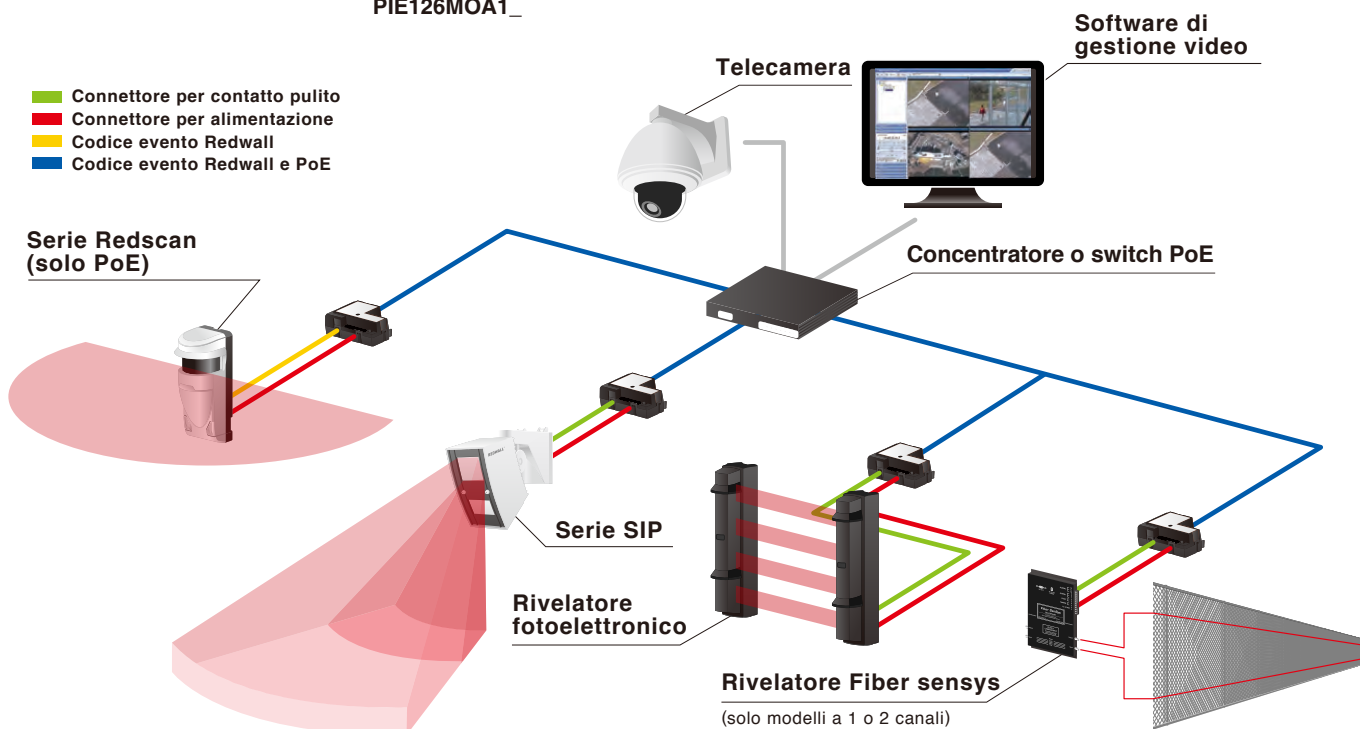 PIE126MOA1_
Software di
gestione video
Telecamera
Connettore per contatto pulito
Connettore per alimentazione
Codice evento Redwall
Codice evento Redwall e PoE
Serie Redscan
(solo PoE)
Concentratore o switch PoE
REDWALL
Serie SIP
Rivelatore
fotoelettronico
Rivelatore Fiber sensys
(solo modelli a 1 o 2 canali)